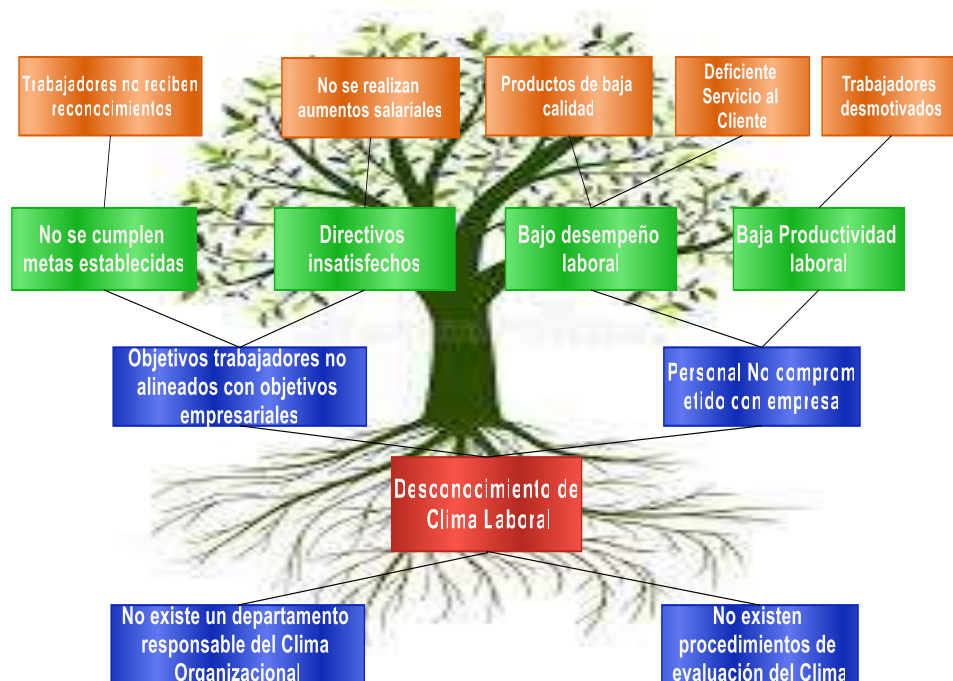 Trabajadores no reciben
reconocimientos
No se realizan
aumentos salariales
Productos de baja
calidad
Deficiente
Servicio al
Cliente
Trabajadores
desmotivados
No se cumplen
metas establecidas
Directivos
insatisfechos
Bajo desempeño
laboral
Baja Productividad
laboral
Objetivos trabajadores no
alineados con objetivos
empresariales
Personal No comprom
etido con empresa
Desconocimiento de
Clima Laboral
No existe un departamento
responsable del Clima
Organizacional
No existen
procedimientos de
evaluación del Clima